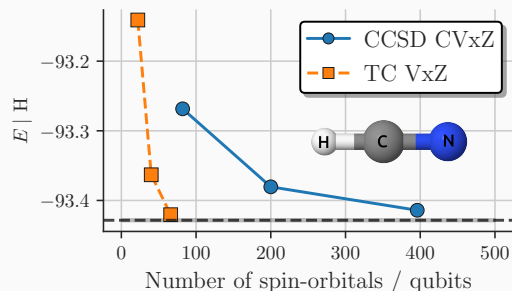 CCSD CVxZ
TC VxZ
−93.2
−93.3
−93.4
E | H
H C N
0 100 200 300 400 500
Number of spin-orbitals / qubits